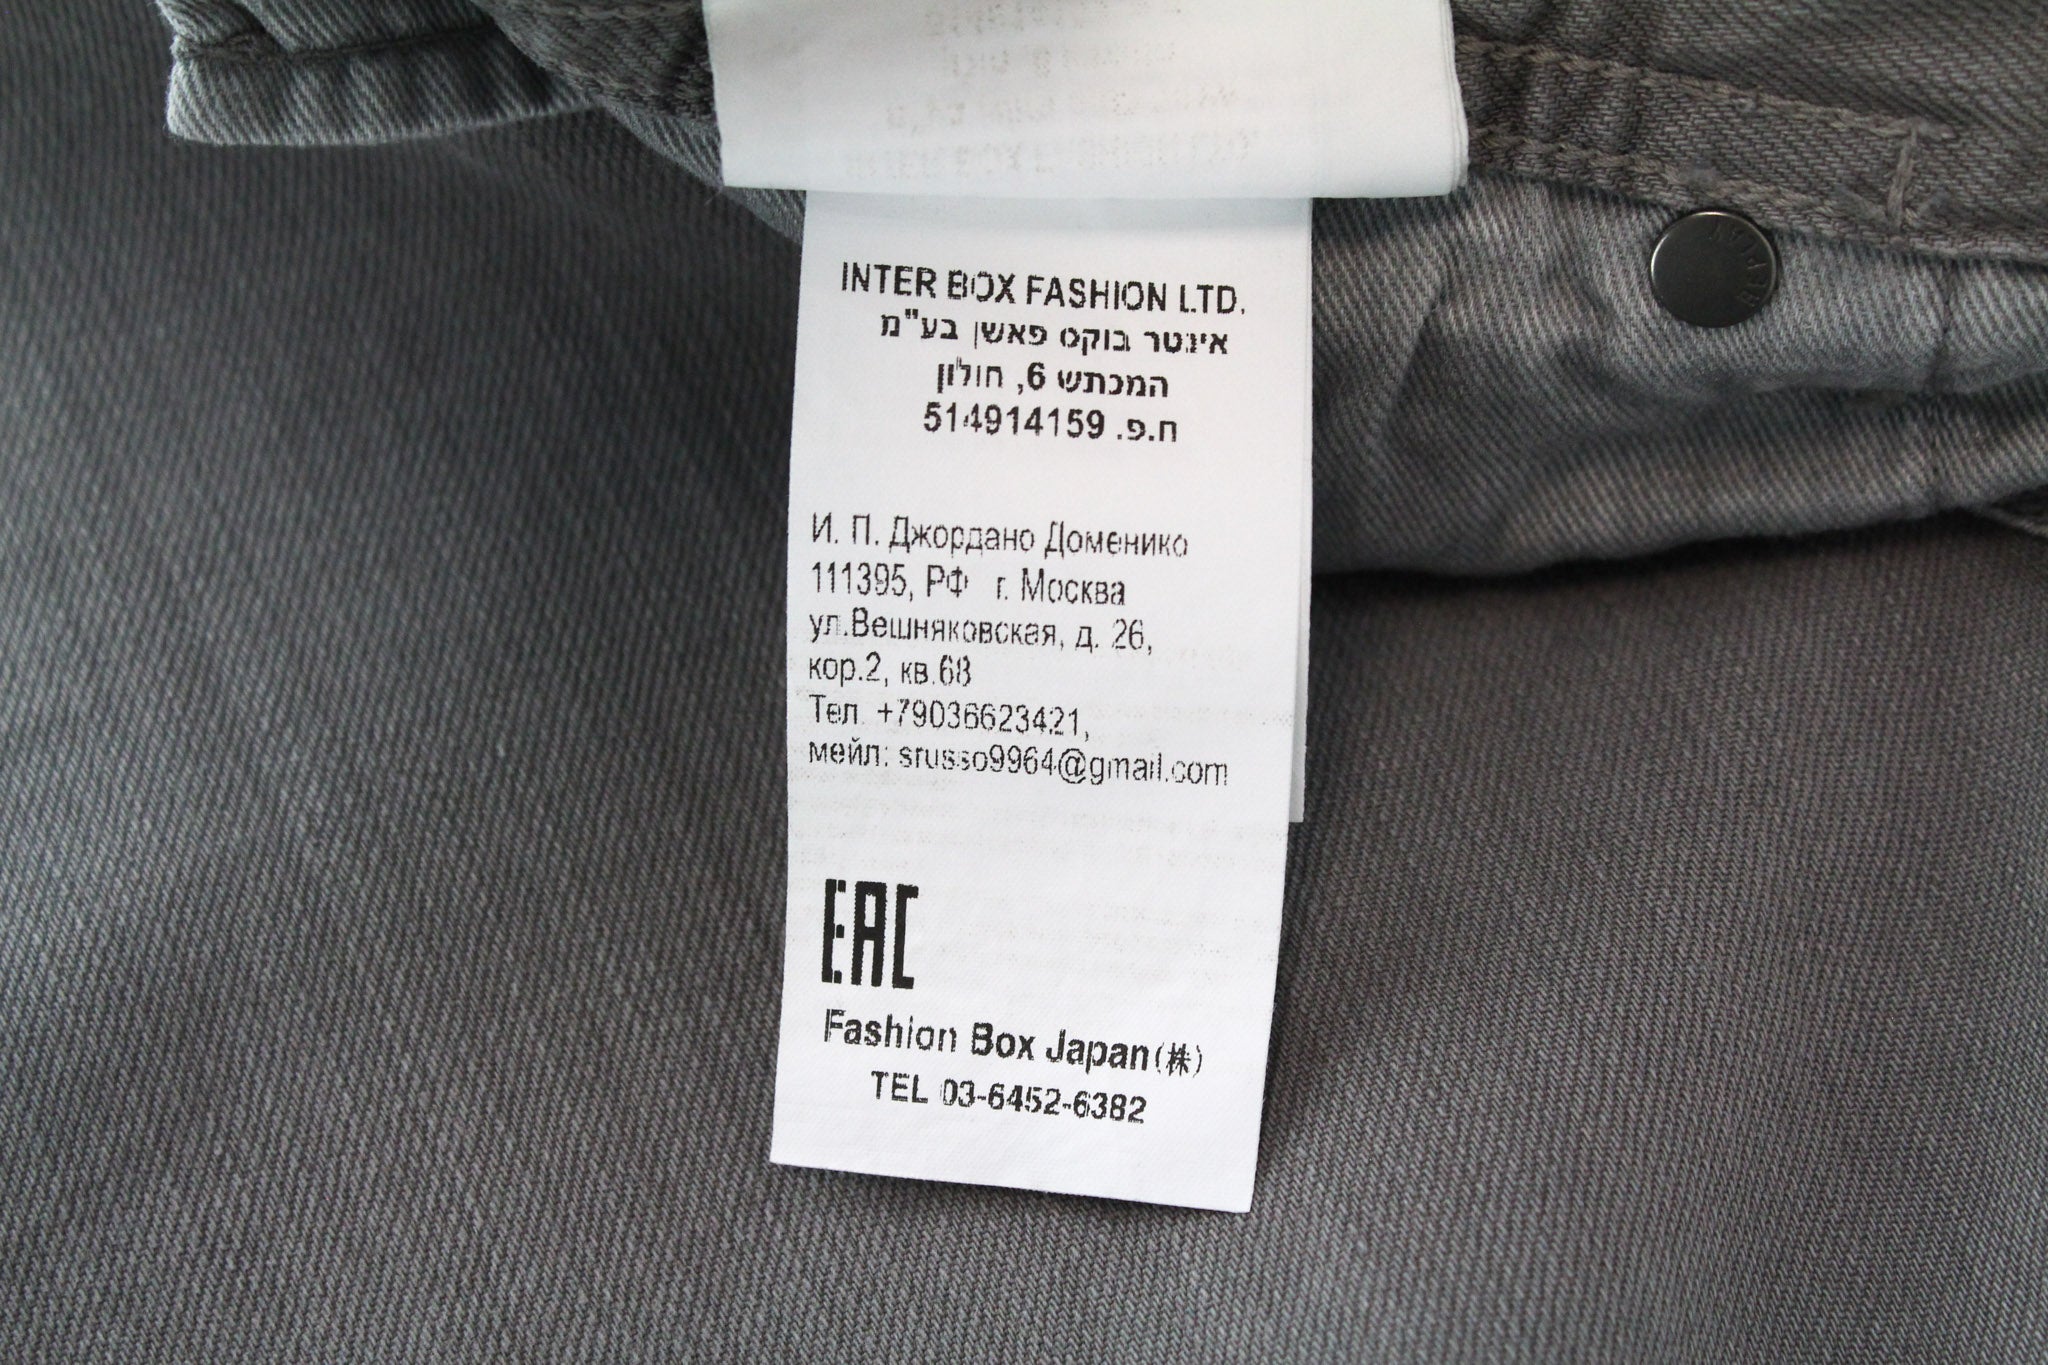 INTER BOX FASHION LTD.
אינטר בוקס פאשן בע"מ
המכתש 6, חולון
ח.פ. 514914159
И. П. Джордано Доменико
111395, РФ г. Москва
ул.Вешняковская, д. 26,
кор.2, кв.68
Тел. +79036623421,
мейл: srusso9964@gmail.com
EAC
Fashion Box Japan(株)
TEL 03-6452-6382
REPLAY